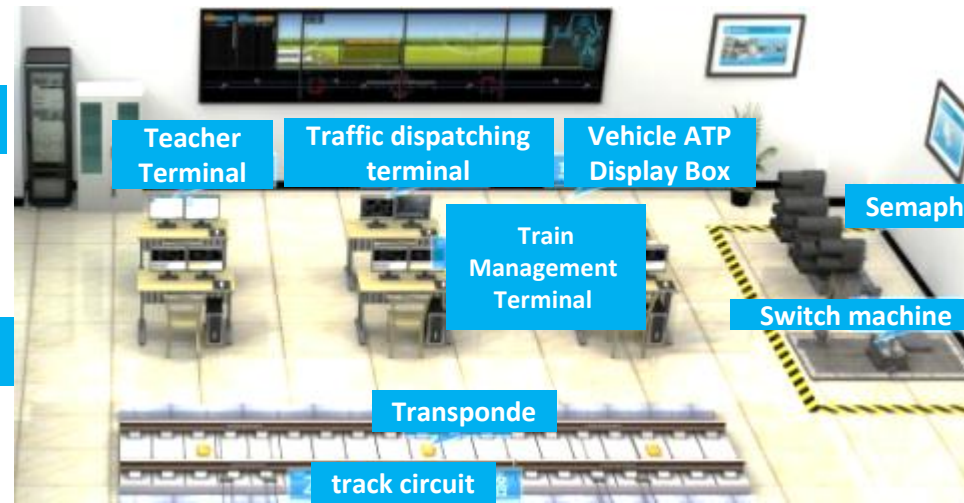 Teacher
Terminal
Traffic dispatching
terminal
Vehicle ATP
Display Box
Semaph
Train
Management
Terminal
Switch machine
Transponde
track circuit